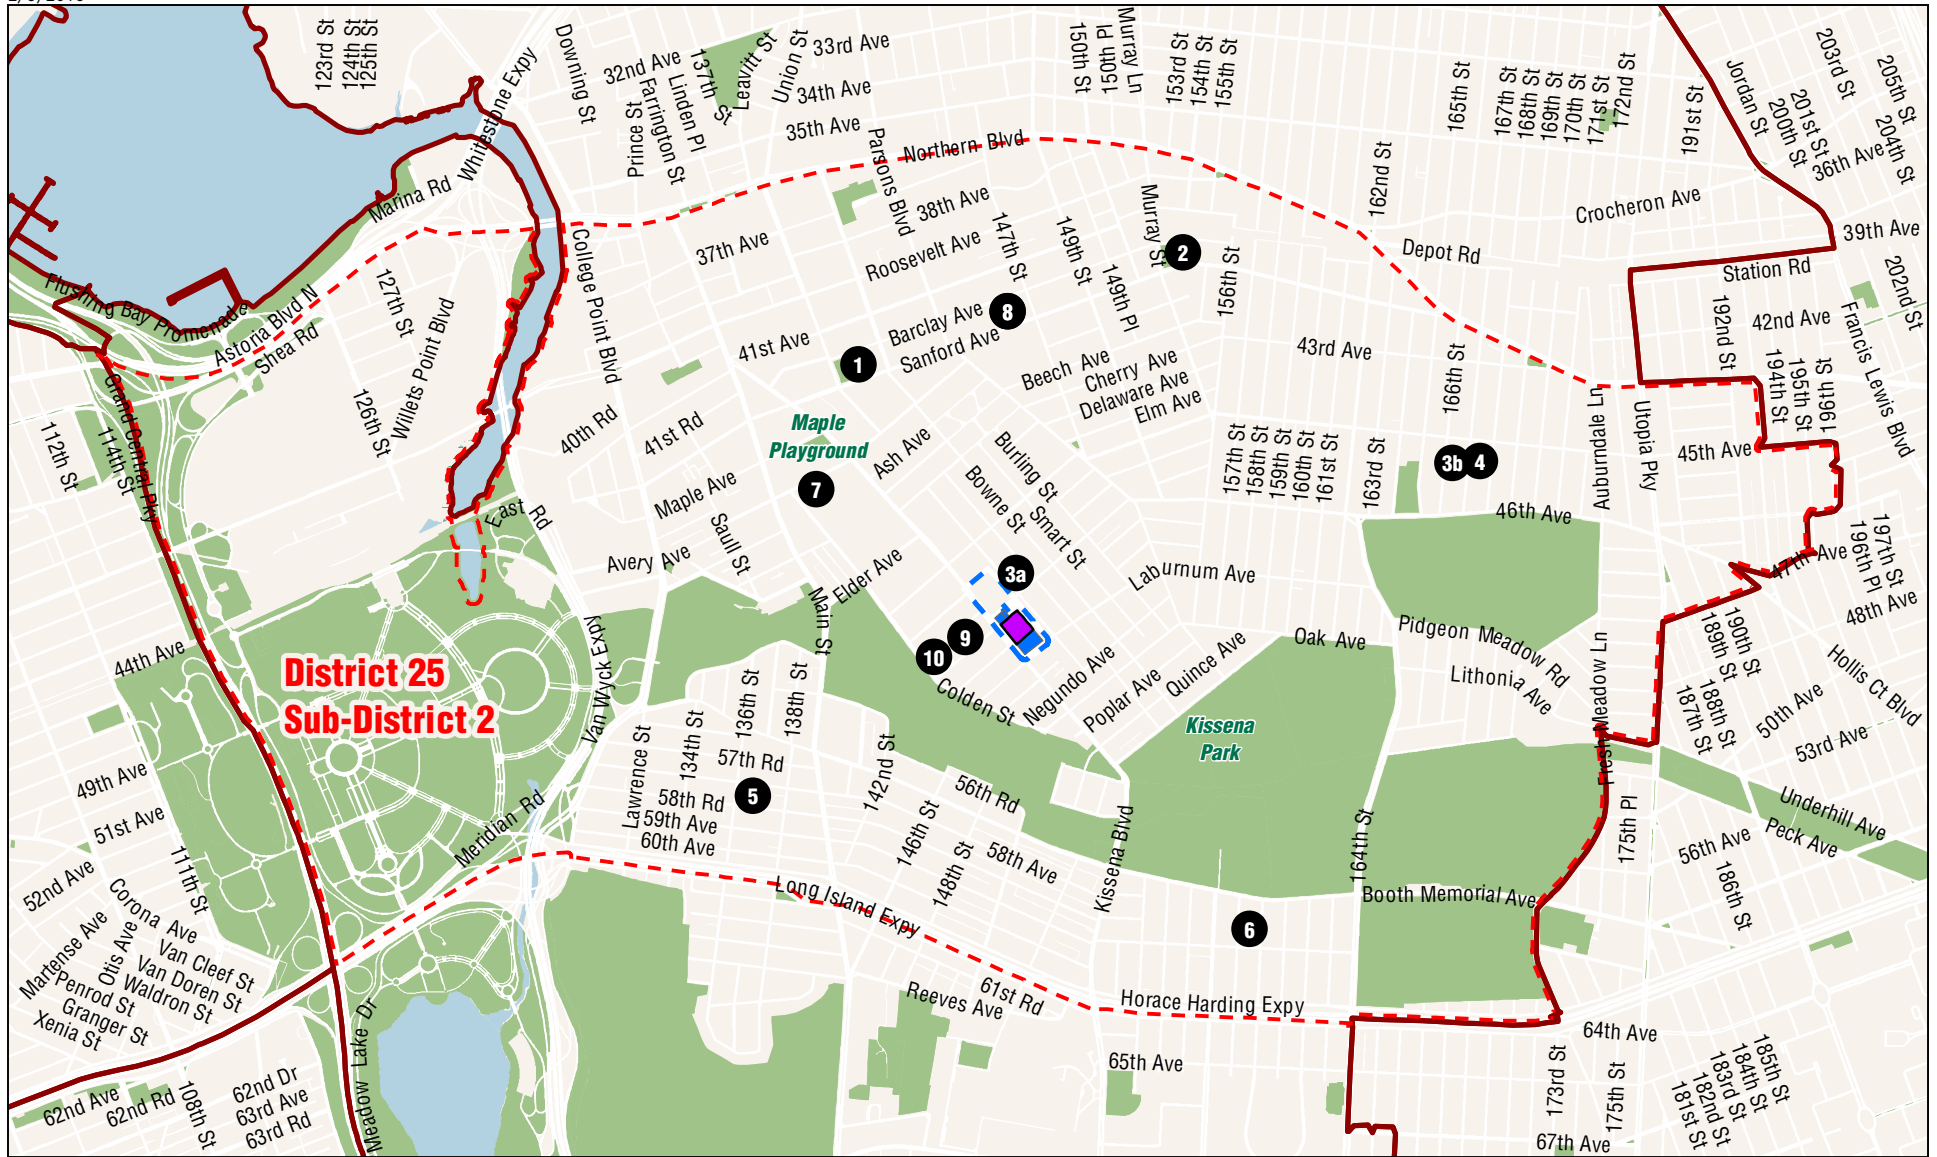 123rd St
124th St
125th St
Whitestone Expy
Downing St
32nd Ave
Prince St
Farrington St
Linden Pl
137th St
Leavitt St
Union St
33rd Ave
34th Ave
35th Ave
Parsons Blvd
Northern Blvd
150th St
150th Pl
Murray Ln
153rd St
154th St
155th St
165th St
167th St
168th St
169th St
170th St
171st St
172nd St
191st St
Jordan St
200th St
201st St
203rd St
205th St
204th St
36th Ave
162nd St
Crocheron Ave
39th Ave
Depot Rd
Station Rd
202nd St
Marina Rd
37th Ave
38th Ave
Roosevelt Ave
147th St
149th St
149th Pl
Murray St
2
156th St
Flushing Bay Promenade
Astoria Blvd N
Shea Rd
127th St
Willets Point Blvd
126th St
College Point Blvd
41st Ave
Barclay Ave
Sanford Ave
8
1
Beech Ave
Cherry Ave
Delaware Ave
Elm Ave
43rd Ave
166th St
192nd St
42nd Ave
194th St
195th St
196th St
Francis Lewis Blvd
Grand Central Pky
112th St
114th St
40th Rd
41st Rd
Maple
Playground
7
Ash Ave
Maple Ave
Saull St
Avery Ave
East Rd
Burling St
Bowne St
Smart St
157th St
158th St
159th St
160th St
161st St
163rd St
3b
4
46th Ave
Auburndale Ln
Utopia Pky
45th Ave
47th Ave
197th St
196th Pl
48th Ave
Elder Ave
Main St
3a
Laburnum Ave
9
10
Colden St
Negundo Ave
Poplar Ave
Quince Ave
Oak Ave
Pidgeon Meadow Rd
Lithonia Ave
Fresh Meadow Ln
190th St
189th St
188th St
187th St
50th Ave
53rd Ave
Hollis Ct Blvd
44th Ave
District 25
Sub-District 2
Van Wyck Expy
Kissena
Park
49th Ave
51st Ave
52nd Ave
111th St
Corona Ave
Martense Ave
Otis Ave
Van Cleef St
Van Doren St
Waldron St
Penrod St
Granger St
Xenia St
Meridian Rd
Lawrence St
134th St
136th St
138th St
57th Rd
5
58th Rd
59th Ave
60th Ave
142nd St
56th Rd
146th St
148th St
58th Ave
Kissena Blvd
164th St
Booth Memorial Ave
175th Pl
Underhill Ave
Peck Ave
56th Ave
186th St
6
Long Island Expy
Reeves Ave
61st Rd
Horace Harding Expy
64th Ave
65th Ave
Meadow Lake Dr
62nd Ave
62nd Rd
108th St
62nd Dr
63rd Ave
63rd Rd
173rd St
175th St
67th Ave
181st St
182nd St
183rd St
184th St
185th St